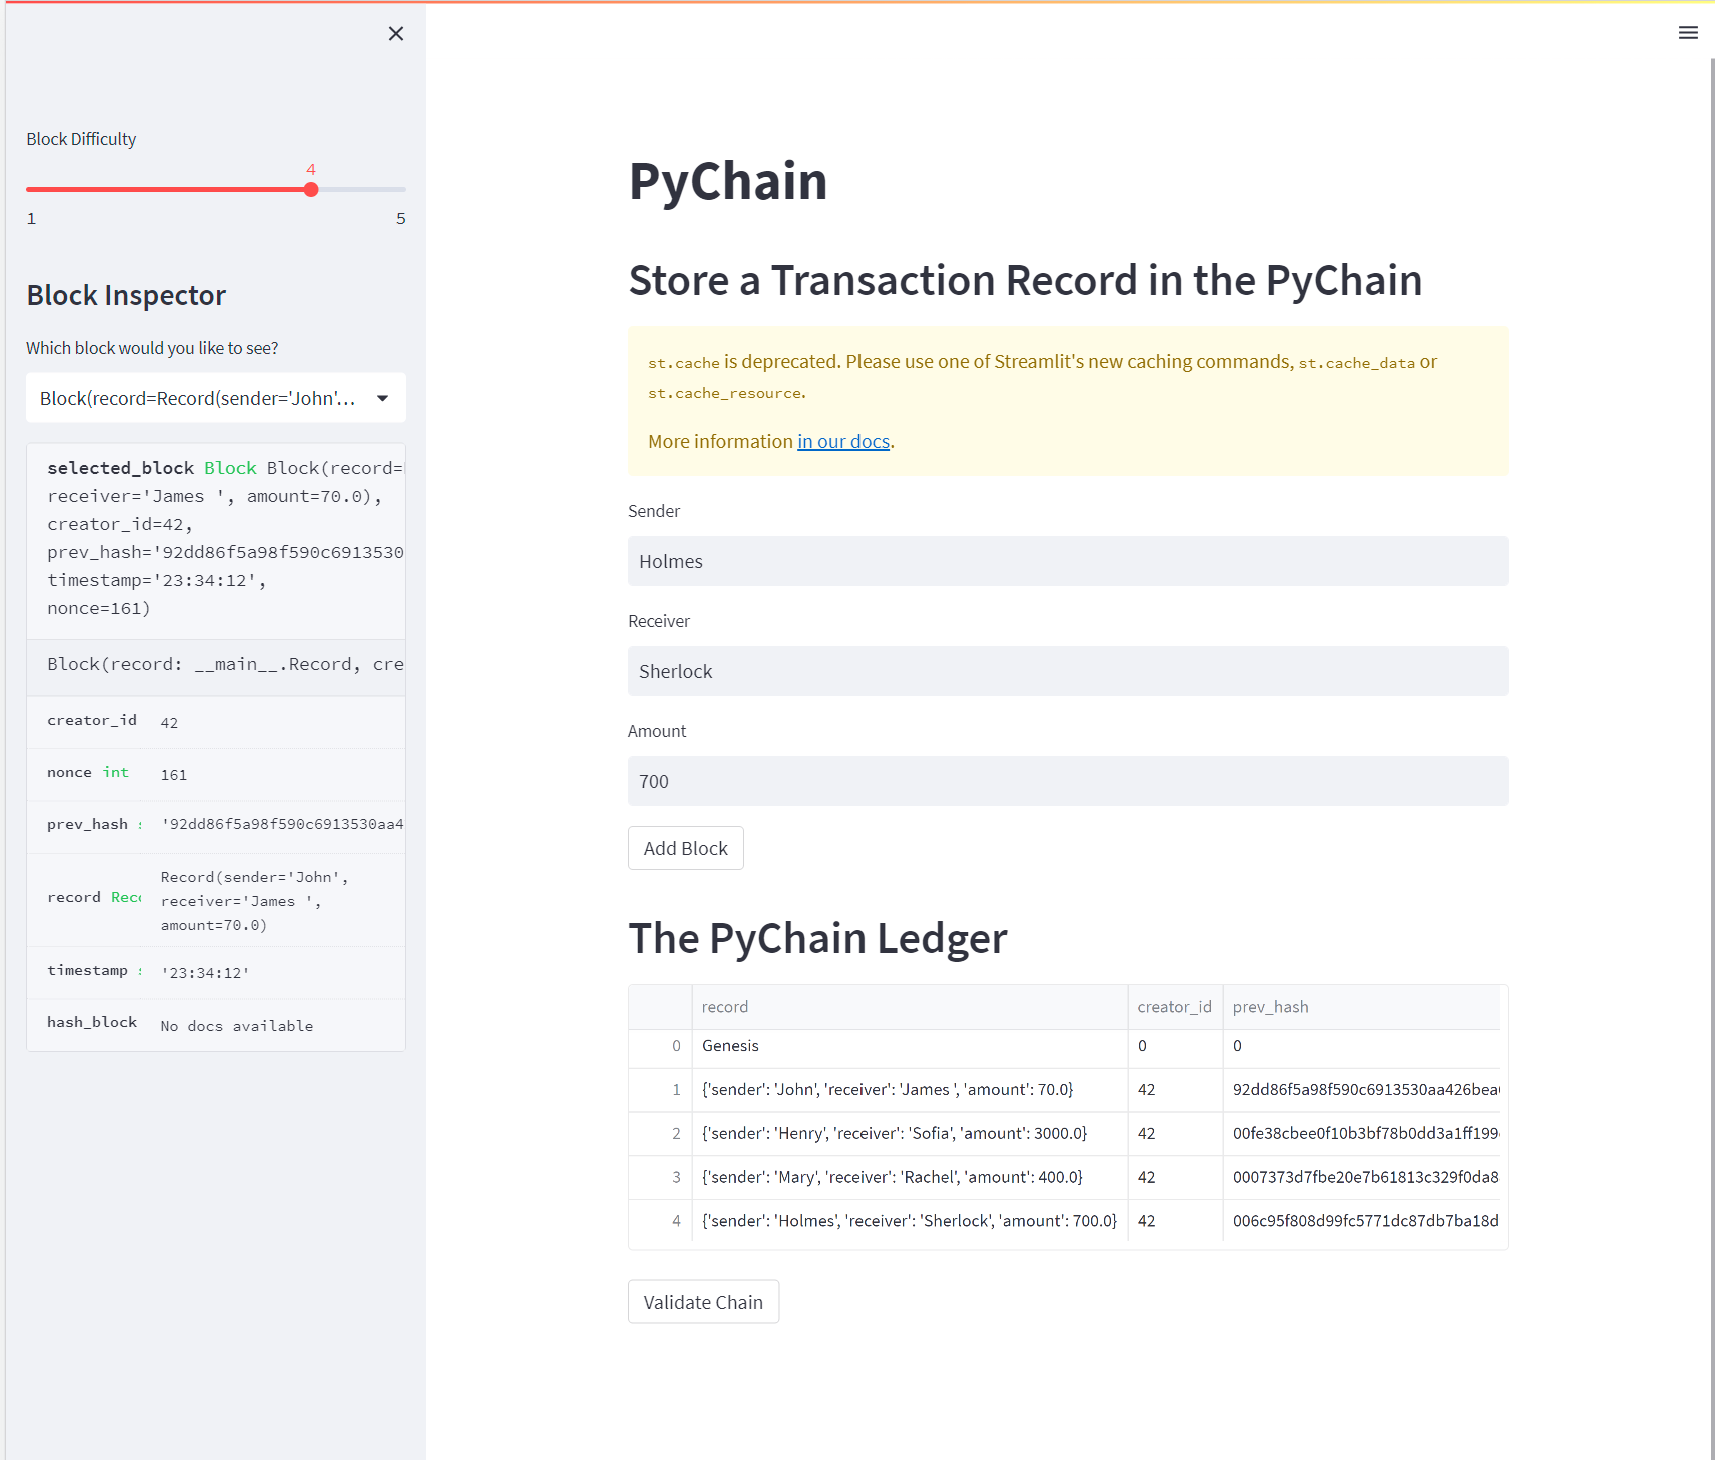 Block Difficulty
4
1 5
Block Inspector
Which block would you like to see?
Block(record=Record(sender='John'...
selected_block Block Block(record=
receiver='James ', amount=70.0),
creator_id=42,
prev_hash='92dd86f5a98f590c6913530
timestamp='23:34:12',
nonce=161)
Block(record: __main__.Record, cre
creator_id 42
nonce int 161
prev_hash '92dd86f5a98f590c6913530aa4
record Reco Record(sender='John',
receiver='James ',
amount=70.0)
timestamp '23:34:12'
hash_block No docs available
PyChain
Store a Transaction Record in the PyChain
st.cache is deprecated. Please use one of Streamlit's new caching commands, st.cache_data or
st.cache_resource.
More information in our docs.
Sender
Holmes
Receiver
Sherlock
Amount
700
Add Block
The PyChain Ledger
record creator_id prev_hash
0 Genesis 0 0
1 {'sender': 'John', 'receiver': 'James ', 'amount': 70.0} 42 92dd86f5a98f590c6913530aa426bea
2 {'sender': 'Henry', 'receiver': 'Sofia', 'amount': 3000.0} 42 00fe38cbee0f10b3bf78b0dd3a1ff199
3 {'sender': 'Mary', 'receiver': 'Rachel', 'amount': 400.0} 42 0007373d7fbe20e7b61813c329f0da8
4 {'sender': 'Holmes', 'receiver': 'Sherlock', 'amount': 700.0} 42 006c95f808d99fc5771dc87db7ba18d
Validate Chain